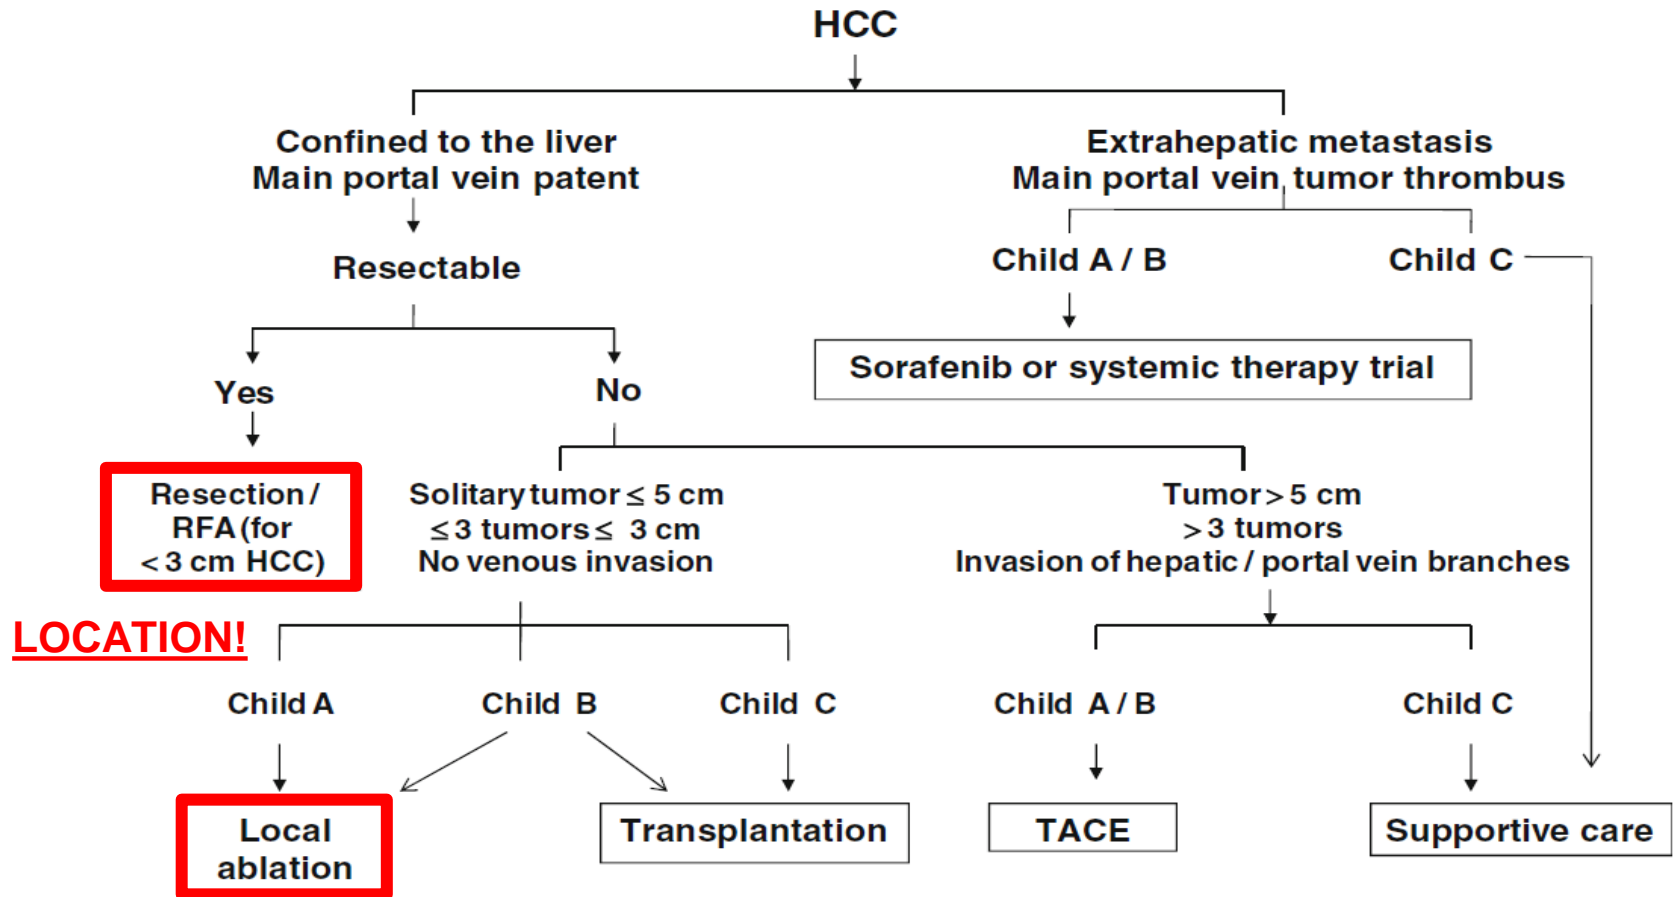 HCC
Confined to the liver
Main portal vein patent
Extrahepatic metastasis
Main portal vein tumor thrombus
Resectable
Child A / B
Child C
Sorafenib or systemic therapy trial
Yes
No
Resection /
RFA (for
< 3 cm HCC)
Solitary tumor ≤ 5 cm
≤ 3 tumors ≤ 3 cm
No venous invasion
Tumor > 5 cm
> 3 tumors
Invasion of hepatic / portal vein branches
LOCATION!
Child A
Child B
Child C
Child A / B
Child C
Local
ablation
Transplantation
TACE
Supportive care